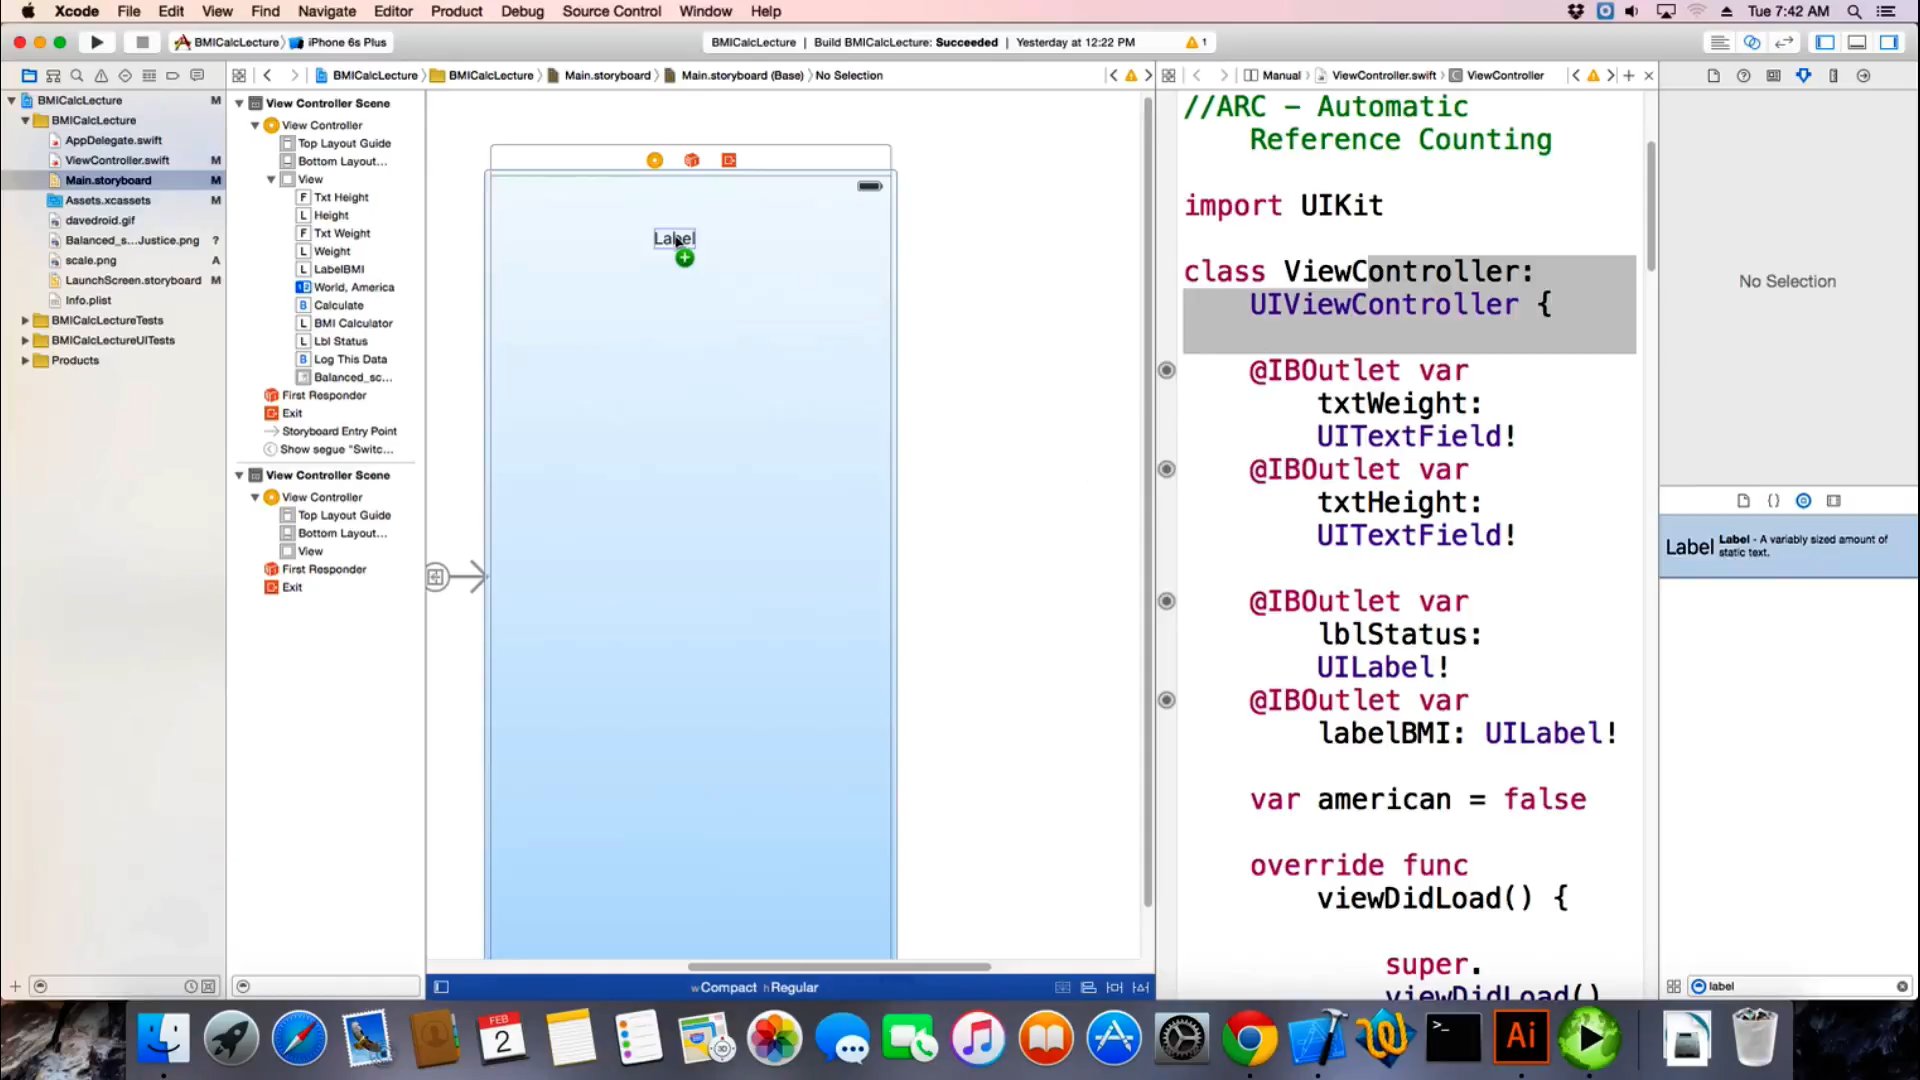 Xcode File Edit View Find Navigate Editor Product Debug Source Control Window Help Tue 7:42 AM
BMICalcLecture iPhone 6s Plus BMICalcLecture | Build BMICalcLecture: Succeeded | Yesterday at 12:22 PM 1
BMICalcLecture BMICalcLecture Main.storyboard Main.storyboard (Base) No Selection
Manual ViewController.swift ViewController
BMICalcLecture M
BMICalcLecture
AppDelegate.swift
ViewController.swift M
Main.storyboard M
Assets.xcassets M
davedroid.gif
Balanced_s...Justice.png ?
scale.png A
LaunchScreen.storyboard M
Info.plist
BMICalcLectureTests
BMICalcLectureUITests
Products
View Controller Scene
View Controller
Top Layout Guide
Bottom Layout...
View
F Txt Height
L Height
F Txt Weight
L Weight
L LabelBMI
World, America
B Calculate
L BMI Calculator
L Lbl Status
B Log This Data
Balanced_sc...
First Responder
Exit
Storyboard Entry Point
Show segue "Switc...
View Controller Scene
View Controller
Top Layout Guide
Bottom Layout...
View
First Responder
Exit
Label
wCompact hRegular
//ARC – Automatic
Reference Counting
import UIKit
class ViewController:
UIViewController {
@IBOutlet var
txtWeight:
UITextField!
@IBOutlet var
txtHeight:
UITextField!
@IBOutlet var
lblStatus:
UILabel!
@IBOutlet var
labelBMI: UILabel!
var american = false
override func
viewDidLoad() {
super.
viewDidLoad()
No Selection
Label Label - A variably sized amount of
static text.
label
FEB
2
Ai